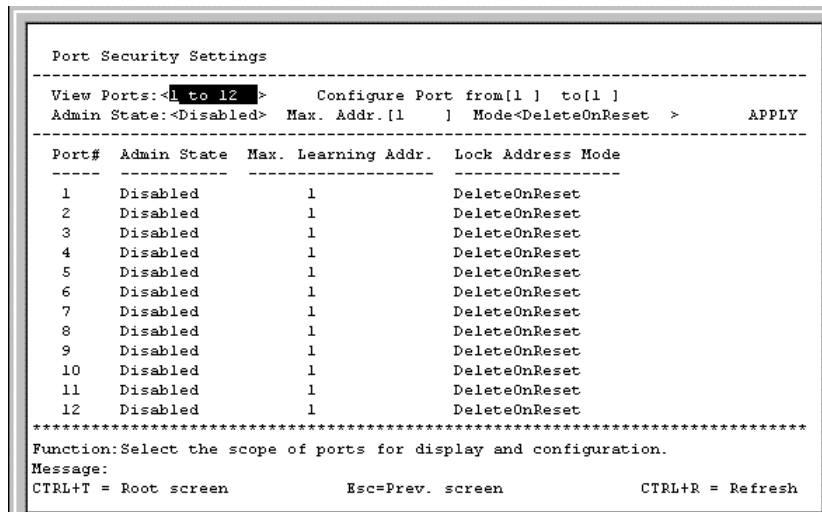 Port Security Settings
--------------------------------------------------------------------------------
View Ports:<1 to 12  >     Configure Port from[1 ]  to[1 ]
Admin State:<Disabled>  Max. Addr.[1    ]  Mode<DeleteOnReset  >        APPLY
--------------------------------------------------------------------------------
Port#  Admin State  Max. Learning Addr.  Lock Address Mode
-----  -----------  -------------------  -----------------
1      Disabled           1              DeleteOnReset
2      Disabled           1              DeleteOnReset
3      Disabled           1              DeleteOnReset
4      Disabled           1              DeleteOnReset
5      Disabled           1              DeleteOnReset
6      Disabled           1              DeleteOnReset
7      Disabled           1              DeleteOnReset
8      Disabled           1              DeleteOnReset
9      Disabled           1              DeleteOnReset
10     Disabled           1              DeleteOnReset
11     Disabled           1              DeleteOnReset
12     Disabled           1              DeleteOnReset
********************************************************************************
Function:Select the scope of ports for display and configuration.
Message:
CTRL+T = Root screen            Esc=Prev. screen               CTRL+R = Refresh